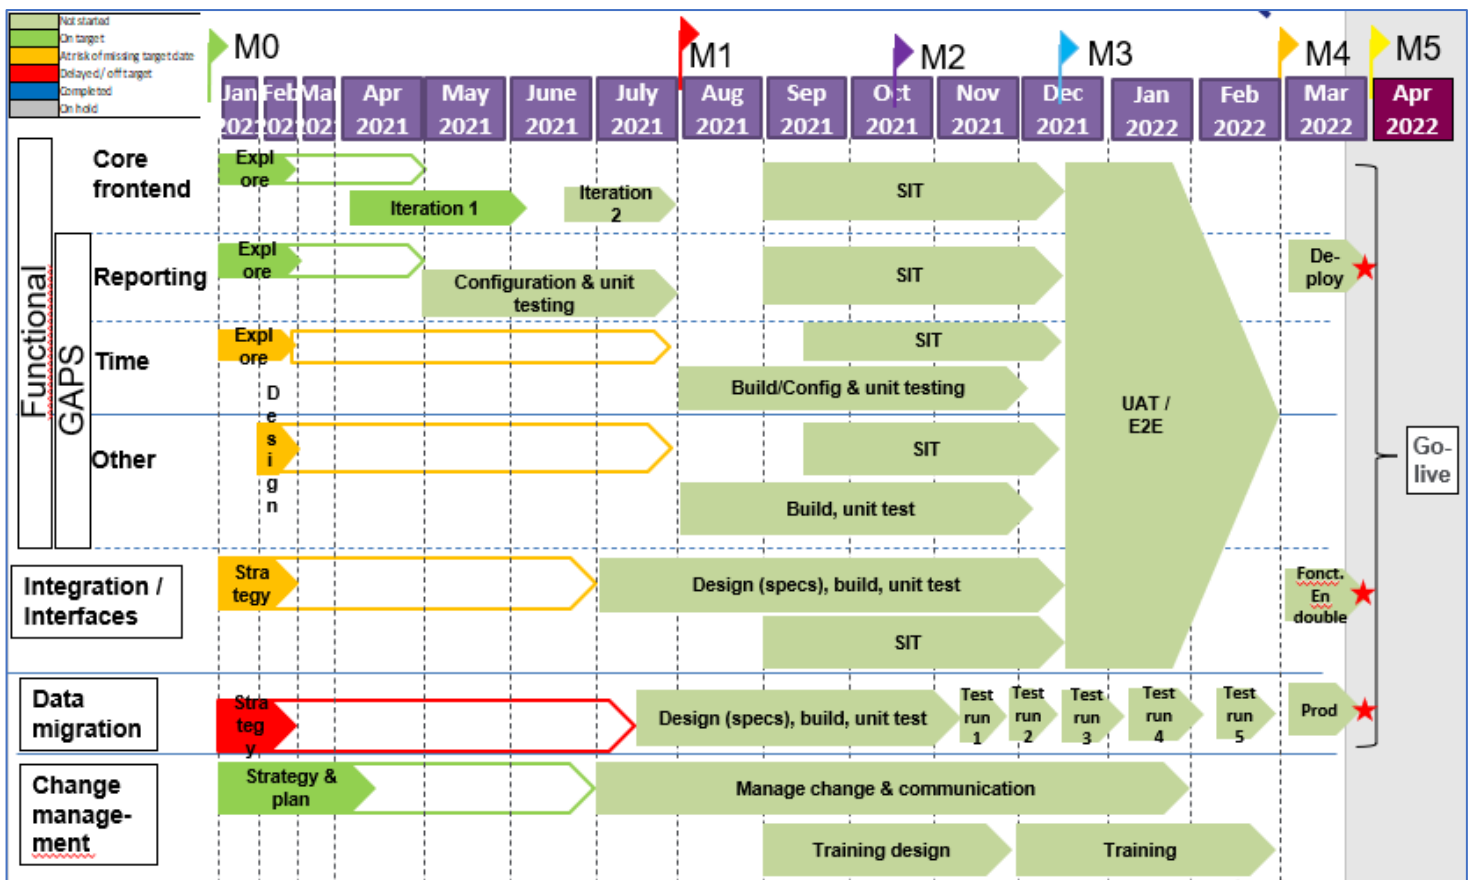 Not started
On target
At risk of missing target date
Delayed / off target
Completed
On hold
M0
M1
M2
M3
M4
M5
Jan
2021
Feb
2021
Mar
2021
Apr
2021
May
2021
June
2021
July
2021
Aug
2021
Sep
2021
Oct
2021
Nov
2021
Dec
2021
Jan
2022
Feb
2022
Mar
2022
Apr
2022
Functional
GAPS
Core
frontend
Expl
ore
Iteration 1
Iteration
2
SIT
Reporting
Expl
ore
Configuration & unit
testing
SIT
De-
ploy
Time
Expl
ore
SIT
Build/Config & unit testing
UAT /
E2E
Other
D
e
s
i
g
n
SIT
Build, unit test
Go-
live
Integration /
Interfaces
Stra
tegy
Design (specs), build, unit test
SIT
Fonct.
En
double
Data
migration
Stra
teg
y
Design (specs), build, unit test
Test
run
1
Test
run
2
Test
run
3
Test
run
4
Test
run
5
Prod
Change
manage-
ment
Strategy &
plan
Manage change & communication
Training design
Training